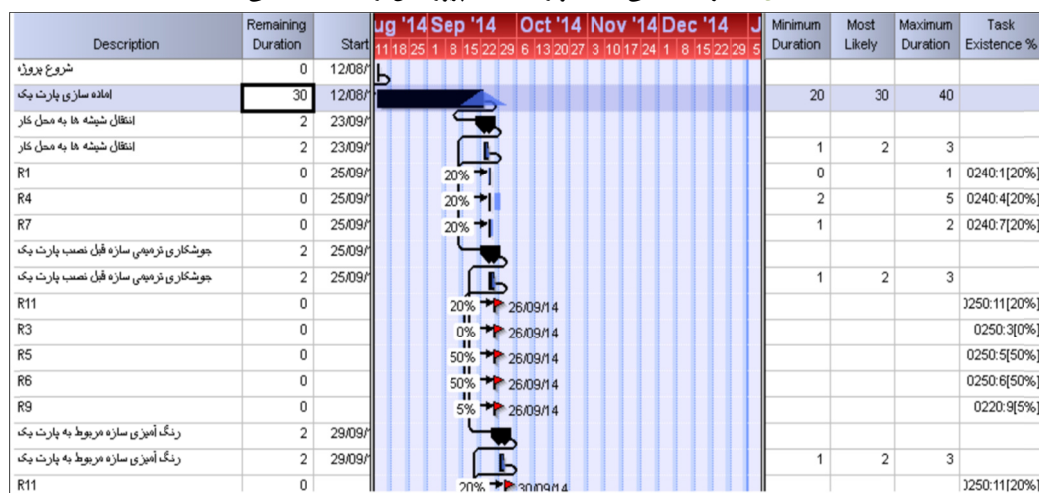 Description Remaining Duration Start ug '14 Sep '14 Oct '14 Nov '14 Dec '14 J Minimum Duration Most Likely Maximum Duration Task Existence %
11 18 25 1 8 15 22 29 6 13 20 27 3 10 17 24 1 8 15 22 29 5
شروع پروژه 0 12/08/
اماده سازی پارت یک 30 12/08/ 20 30 40
انتقال شیشه ها به محل کار 2 23/09/
انتقال شیشه ها به محل کار 2 23/09/ 1 2 3
R1 0 25/09/ 20% 0 1 0240:1[20%]
R4 0 25/09/ 20% 2 5 0240:4[20%]
R7 0 25/09/ 20% 1 2 0240:7[20%]
جوشکاری ترمیمی سازه قبل نصب پارت یک 2 25/09/
جوشکاری ترمیمی سازه قبل نصب پارت یک 2 25/09/ 1 2 3
R11 0 20% 26/09/14 0250:11[20%]
R3 0 0% 26/09/14 0250:3[0%]
R5 0 50% 26/09/14 0250:5[50%]
R6 0 50% 26/09/14 0250:6[50%]
R9 0 5% 26/09/14 0220:9[5%]
رنگ آمیزی سازه مربوط به پارت یک 2 29/09/
رنگ آمیزی سازه مربوط به پارت یک 2 29/09/ 1 2 3
R11 0 20% 30/09/14 0250:11[20%]